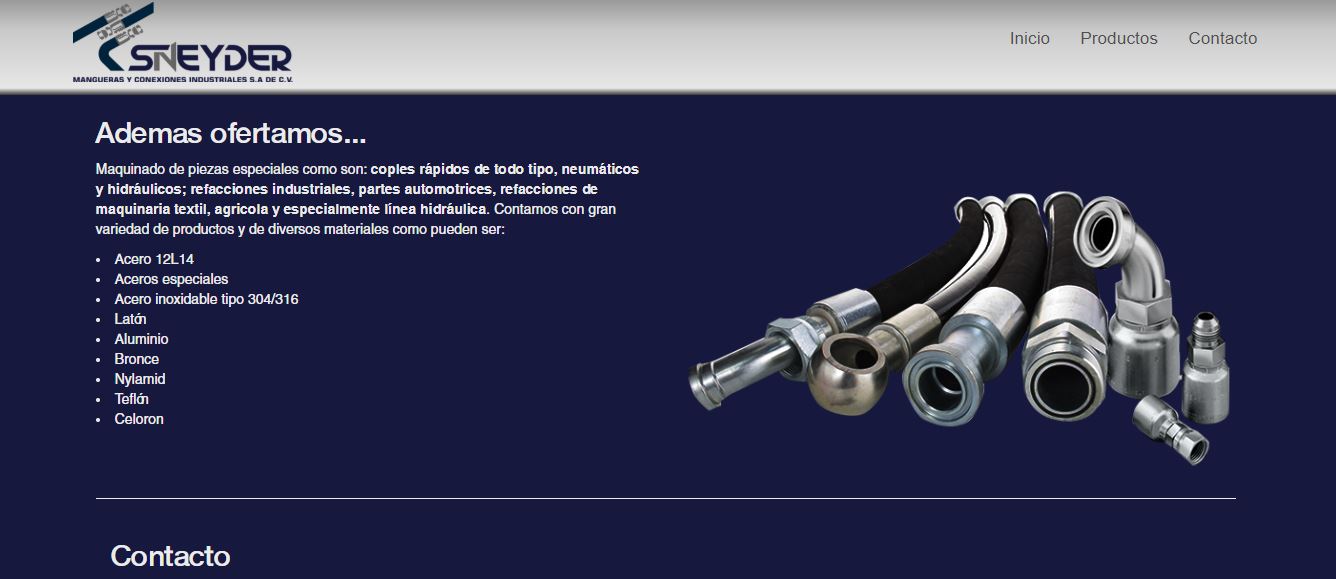 SNEYDER
MANGUERAS Y CONEXIONES INDUSTRIALES S.A DE C.V.
Inicio
Productos
Contacto
Ademas ofertamos...
Maquinado de piezas especiales como son: coples rápidos de todo tipo, neumáticos
y hidráulicos; refacciones industriales, partes automotrices, refacciones de
maquinaria textil, agricola y especialmente línea hidráulica. Contamos con gran
variedad de productos y de diversos materiales como pueden ser:
• Acero 12L14
• Aceros especiales
• Acero inoxidable tipo 304/316
• Latón
• Aluminio
• Bronce
• Nylamid
• Teflón
• Celoron
Contacto